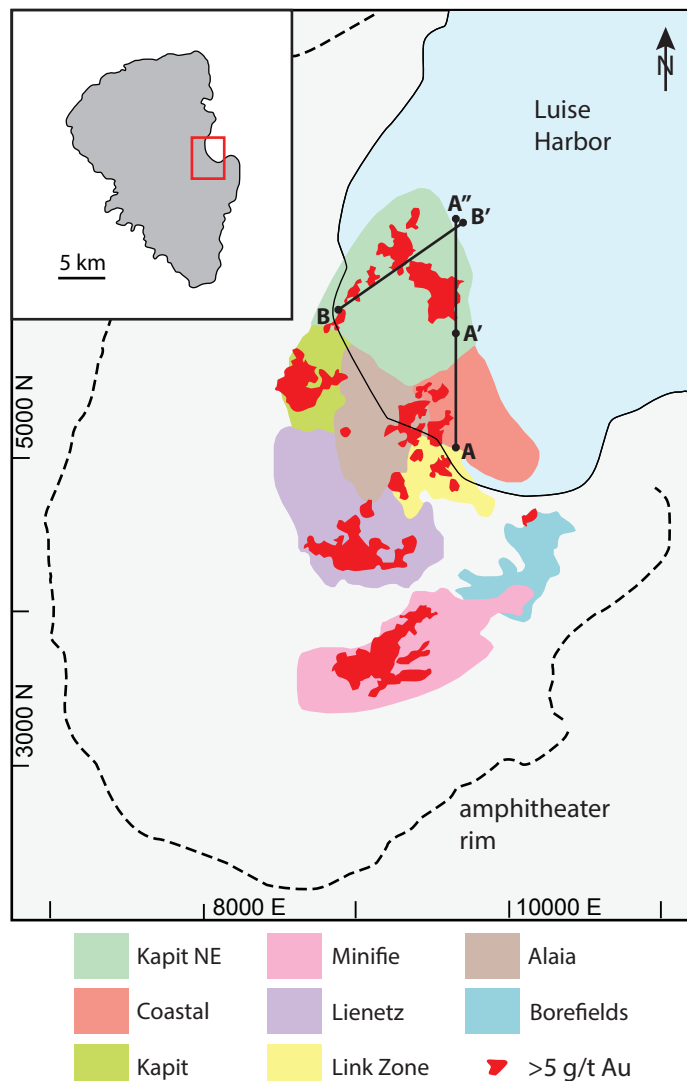 N
Luise
Harbor
5 km
A"
B'
B
A'
A
5000 N
3000 N
amphitheater
rim
8000 E
10000 E
Kapit NE
Minifie
Alaia
Coastal
Lienetz
Borefields
Kapit
Link Zone
>5 g/t Au